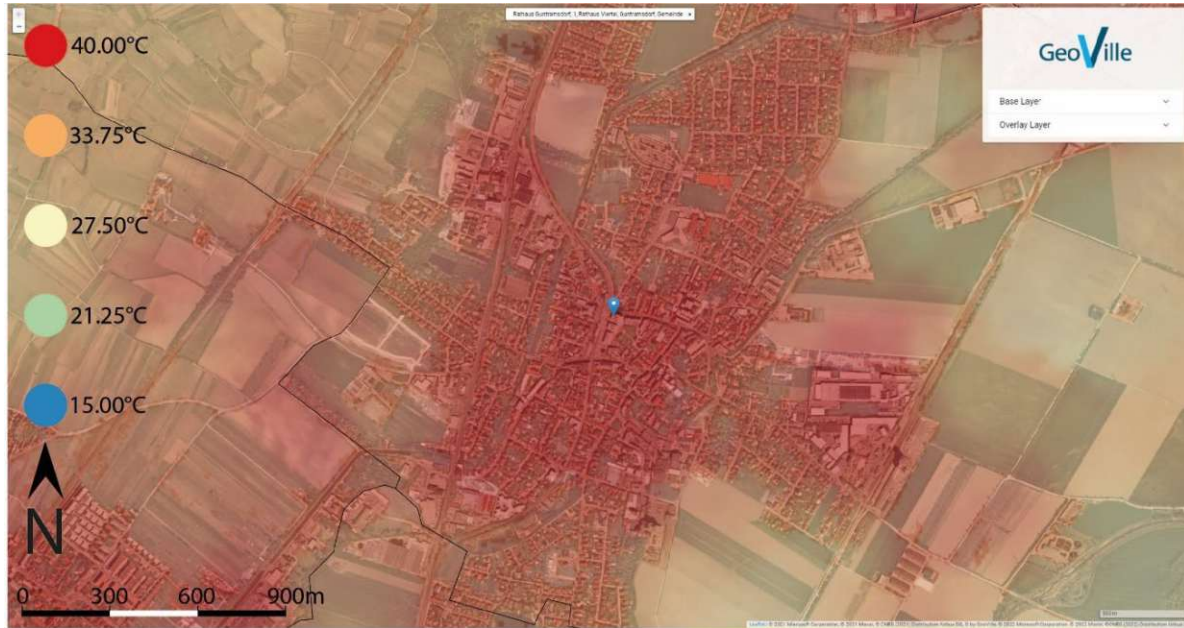 Rathaus Guntramsdorf, 1, Rathaus Viertel, Guntramsdorf, Gemeinde
GeoVille
Base Layer
Overlay Layer
40.00°C
33.75°C
27.50°C
21.25°C
15.00°C
N
0 300 600 900m